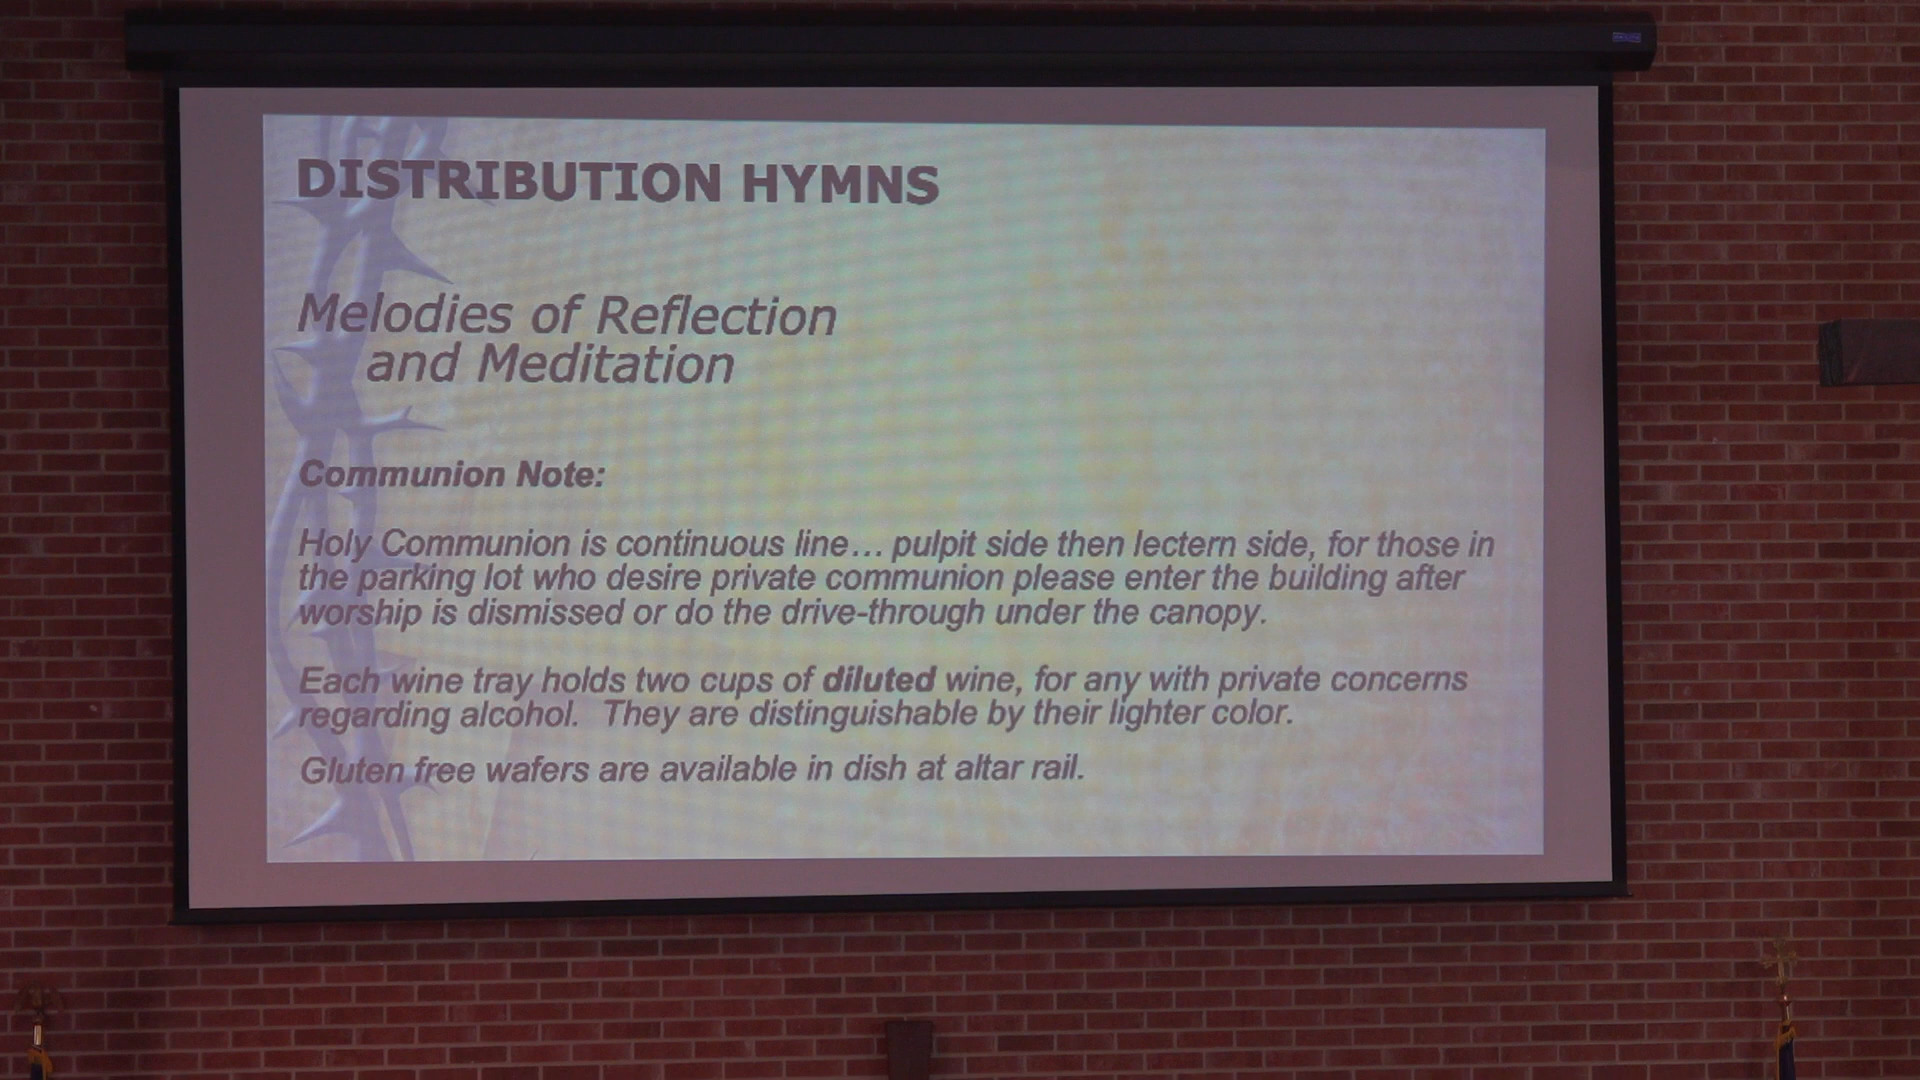 DISTRIBUTION HYMNS
Melodies of Reflection
and Meditation
Communion Note:
Holy Communion is continuous line... pulpit side then lectern side, for those in
the parking lot who desire private communion please enter the building after
worship is dismissed or do the drive-through under the canopy.
Each wine tray holds two cups of diluted wine, for any with private concerns
regarding alcohol.  They are distinguishable by their lighter color.
Gluten free wafers are available in dish at altar rail.